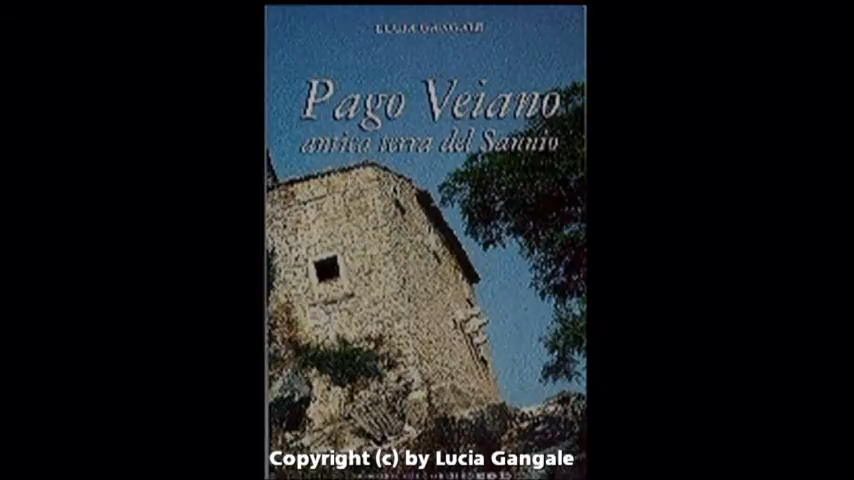 LUCIA GANGALE
Pago Veiano
antica terra del Sannio
Copyright (c) by Lucia Gangale